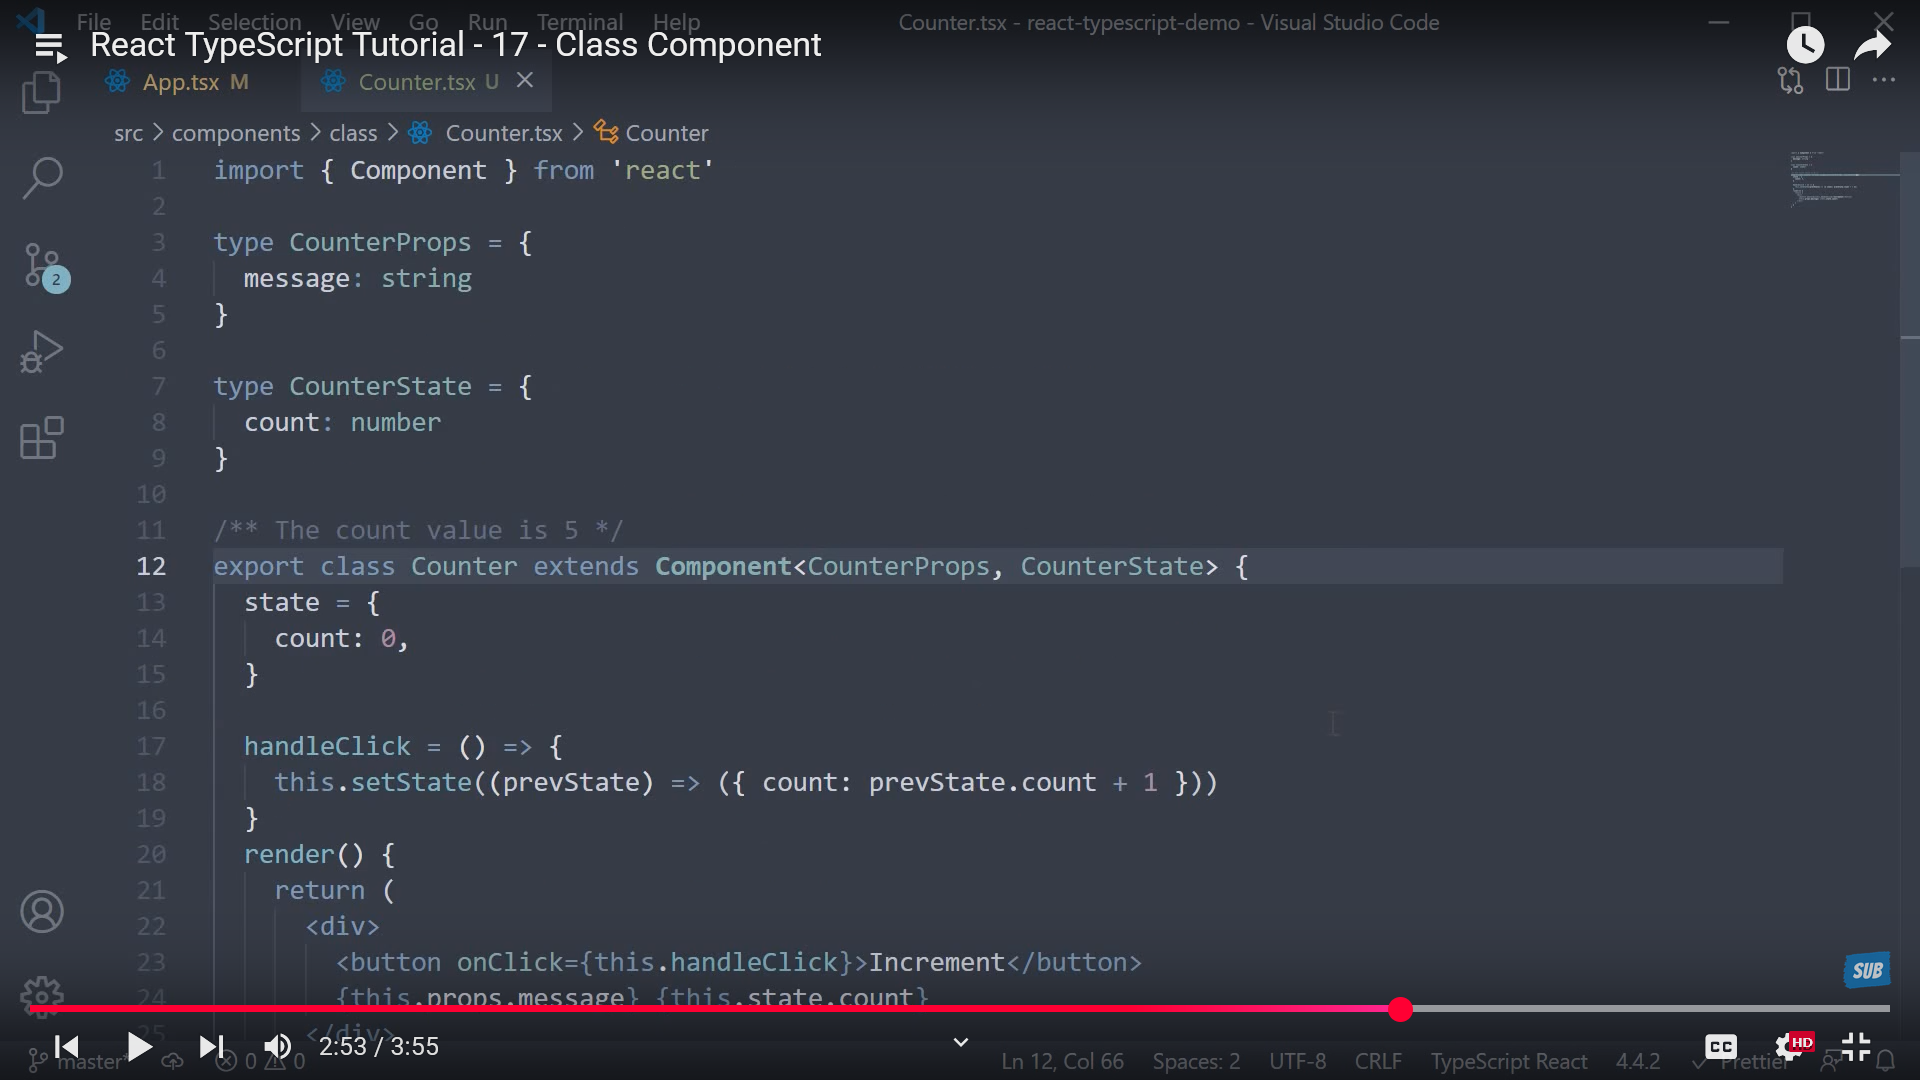 File Edit Selection View Go Run Terminal Help Counter.tsx - react-typescript-demo - Visual Studio Code
React TypeScript Tutorial - 17 - Class Component
App.tsx M Counter.tsx U
src > components > class > Counter.tsx > Counter
1 import { Component } from 'react'
2
3 type CounterProps = {
4 message: string
5 }
6
7 type CounterState = {
8 count: number
9 }
10
11 /** The count value is 5 */
12 export class Counter extends Component<CounterProps, CounterState> {
13 state = {
14 count: 0,
15 }
16
17 handleClick = () => {
18 this.setState((prevState) => ({ count: prevState.count + 1 }))
19 }
20 render() {
21 return (
22 <div>
23 <button onClick={this.handleClick}>Increment</button>
24 {this.props.message} {this.state.count}
25 </div>
2
SUB
2:53 / 3:55
CC
HD
master* 0 0 Ln 12, Col 66 Spaces: 2 UTF-8 CRLF TypeScript React 4.4.2 Prettier